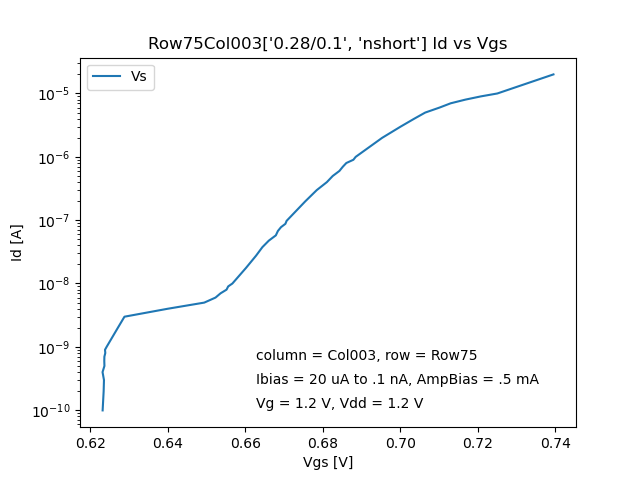 Row75Col003['0.28/0.1', 'nshort'] Id vs Vgs
Vs
10⁻⁵
10⁻⁶
10⁻⁷
10⁻⁸
10⁻⁹
10⁻¹⁰
Id [A]
column = Col003, row = Row75
Ibias = 20 uA to .1 nA, AmpBias = .5 mA
Vg = 1.2 V, Vdd = 1.2 V
0.62 0.64 0.66 0.68 0.70 0.72 0.74
Vgs [V]